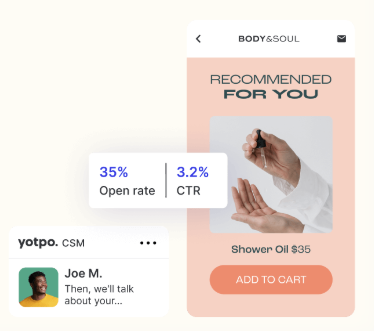 BODY&SOUL
RECOMMENDED
FOR YOU
35%
Open rate
3.2%
CTR
Shower Oil $35
ADD TO CART
yotpo. CSM
Joe M.
Then, we'll talk
about your...